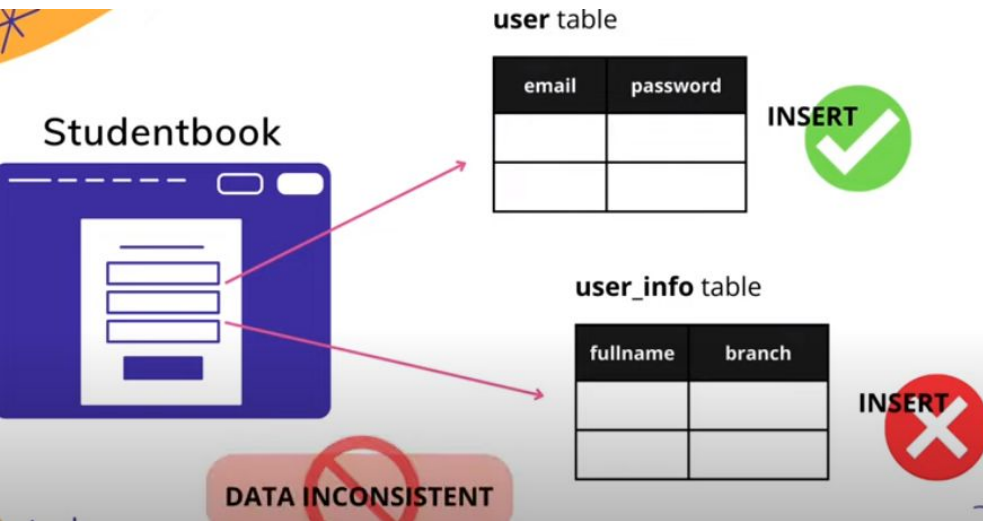 user table
email password
INSERT
Studentbook
user_info table
fullname branch
INSERT
DATA INCONSISTENT